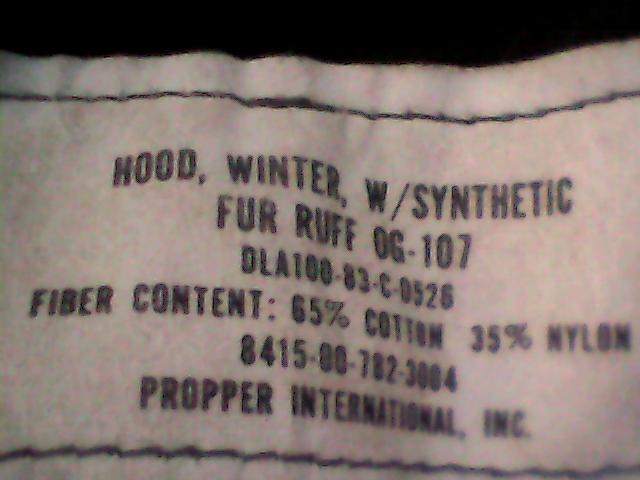 HOOD, WINTER, W/SYNTHETIC
FUR RUFF OG-107
DLA100-83-C-0526
FIBER CONTENT: 65% COTTON 35% NYLON
8415-00-782-3004
PROPPER INTERNATIONAL, INC.